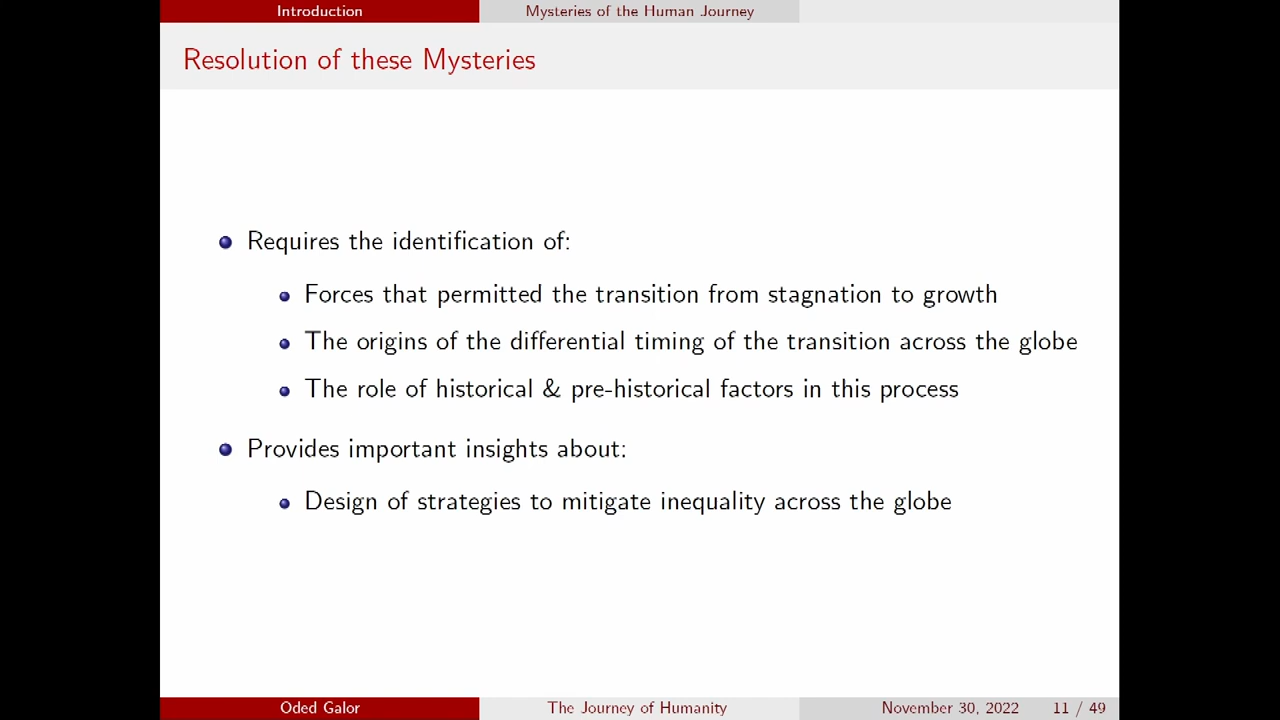 Introduction
Mysteries of the Human Journey
Resolution of these Mysteries
Requires the identification of:
Forces that permitted the transition from stagnation to growth
The origins of the differential timing of the transition across the globe
The role of historical & pre-historical factors in this process
Provides important insights about:
Design of strategies to mitigate inequality across the globe
Oded Galor
The Journey of Humanity
November 30, 2022
11 / 49